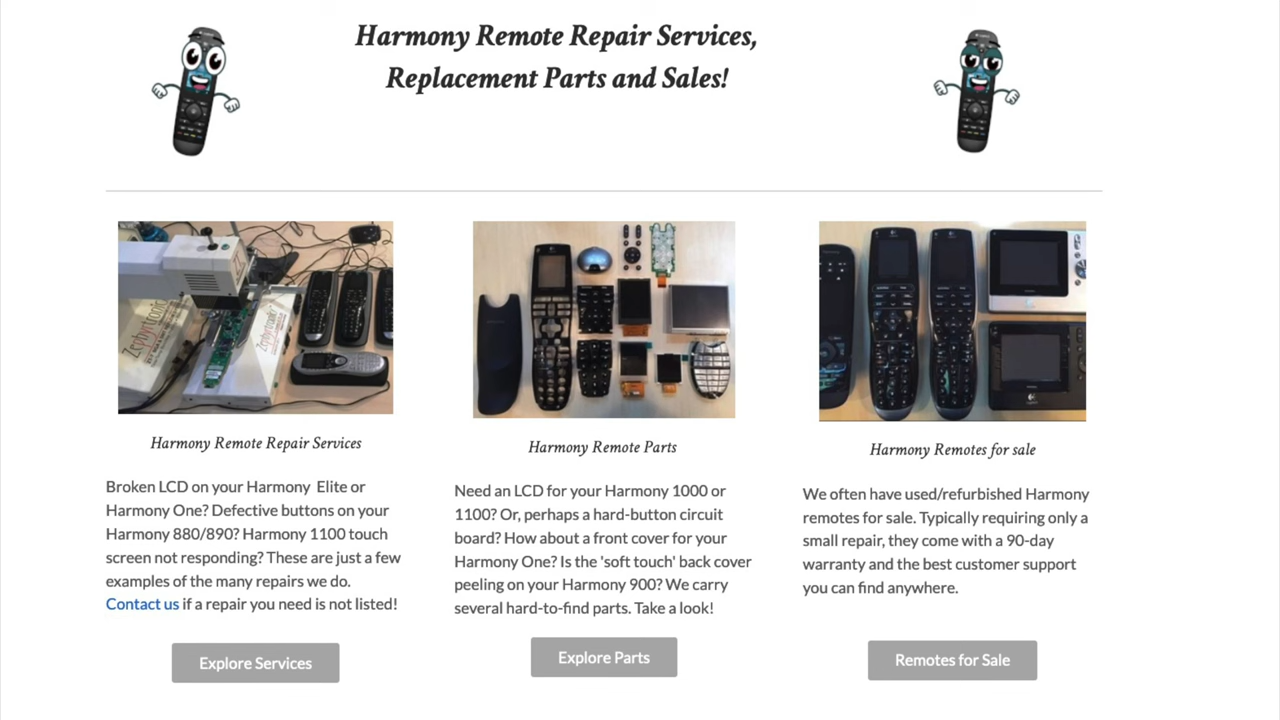 Harmony Remote Repair Services,
Replacement Parts and Sales!
Zephyrtronics
Zephyrtronics
Harmony Remote Repair Services
Broken LCD on your Harmony Elite or
Harmony One? Defective buttons on your
Harmony 880/890? Harmony 1100 touch
screen not responding? These are just a few
examples of the many repairs we do.
Contact us if a repair you need is not listed!
Explore Services
Harmony Remote Parts
Need an LCD for your Harmony 1000 or
1100? Or, perhaps a hard-button circuit
board? How about a front cover for your
Harmony One? Is the 'soft touch' back cover
peeling on your Harmony 900? We carry
several hard-to-find parts. Take a look!
Explore Parts
Harmony Remotes for sale
We often have used/refurbished Harmony
remotes for sale. Typically requiring only a
small repair, they come with a 90-day
warranty and the best customer support
you can find anywhere.
Remotes for Sale